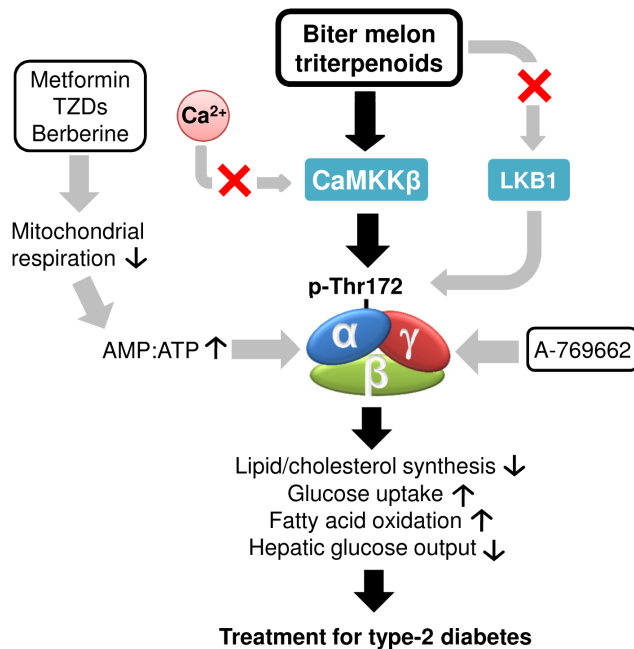 Biter melon
triterpenoids
Metformin
TZDs
Berberine
Ca²⁺
CaMKKβ
LKB1
Mitochondrial
respiration ↓
p-Thr172
α
γ
β
AMP:ATP ↑
A-769662
Lipid/cholesterol synthesis ↓
Glucose uptake ↑
Fatty acid oxidation ↑
Hepatic glucose output ↓
Treatment for type-2 diabetes